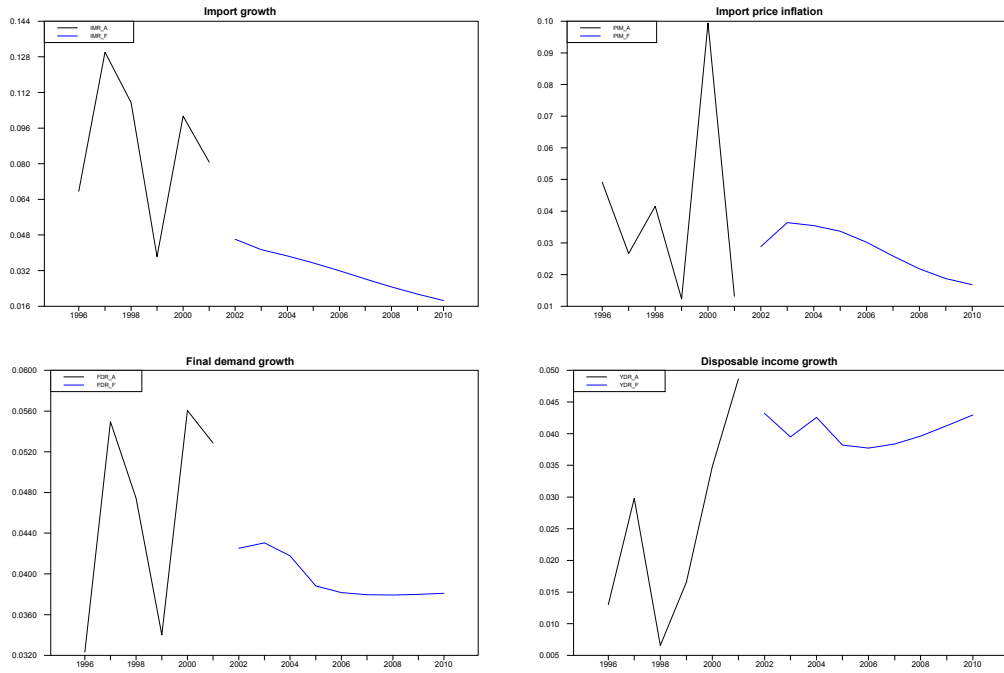 Import growth
IMR_A
IMR_F
0.144
0.128
0.112
0.096
0.080
0.064
0.048
0.032
0.016
1996 1998 2000 2002 2004 2006 2008 2010
Import price inflation
PIM_A
PIM_F
0.10
0.09
0.08
0.07
0.06
0.05
0.04
0.03
0.02
0.01
1996 1998 2000 2002 2004 2006 2008 2010
Final demand growth
FDR_A
FDR_F
0.0600
0.0560
0.0520
0.0480
0.0440
0.0400
0.0360
0.0320
1996 1998 2000 2002 2004 2006 2008 2010
Disposable income growth
YDR_A
YDR_F
0.050
0.045
0.040
0.035
0.030
0.025
0.020
0.015
0.010
0.005
1996 1998 2000 2002 2004 2006 2008 2010